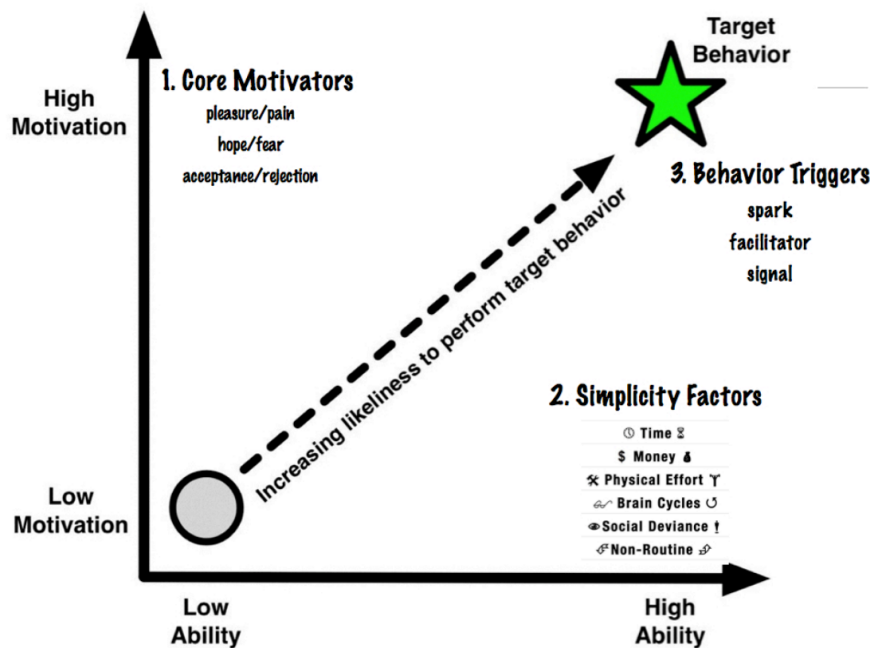 Target
Behavior
High
Motivation
1. Core Motivators
pleasure/pain
hope/fear
acceptance/rejection
3. Behavior Triggers
spark
facilitator
signal
Increasing likeliness to perform target behavior
2. Simplicity Factors
Time
$ Money
Physical Effort
Brain Cycles
Social Deviance
Non-Routine
Low
Motivation
Low
Ability
High
Ability